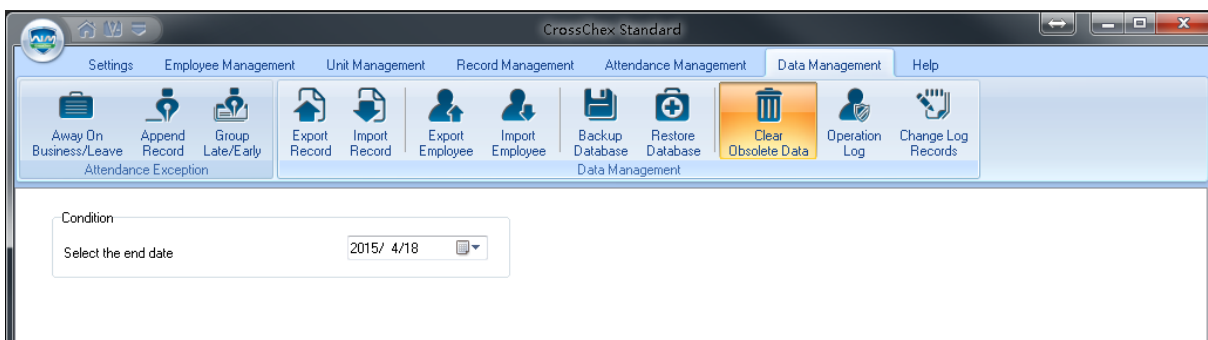 CrossChex Standard
Settings Employee Management Unit Management Record Management Attendance Management Data Management Help
Away On Business/Leave
Append Record
Group Late/Early
Export Record
Import Record
Export Employee
Import Employee
Backup Database
Restore Database
Clear Obsolete Data
Operation Log
Change Log Records
Attendance Exception
Data Management
Condition
Select the end date 2015/ 4/18